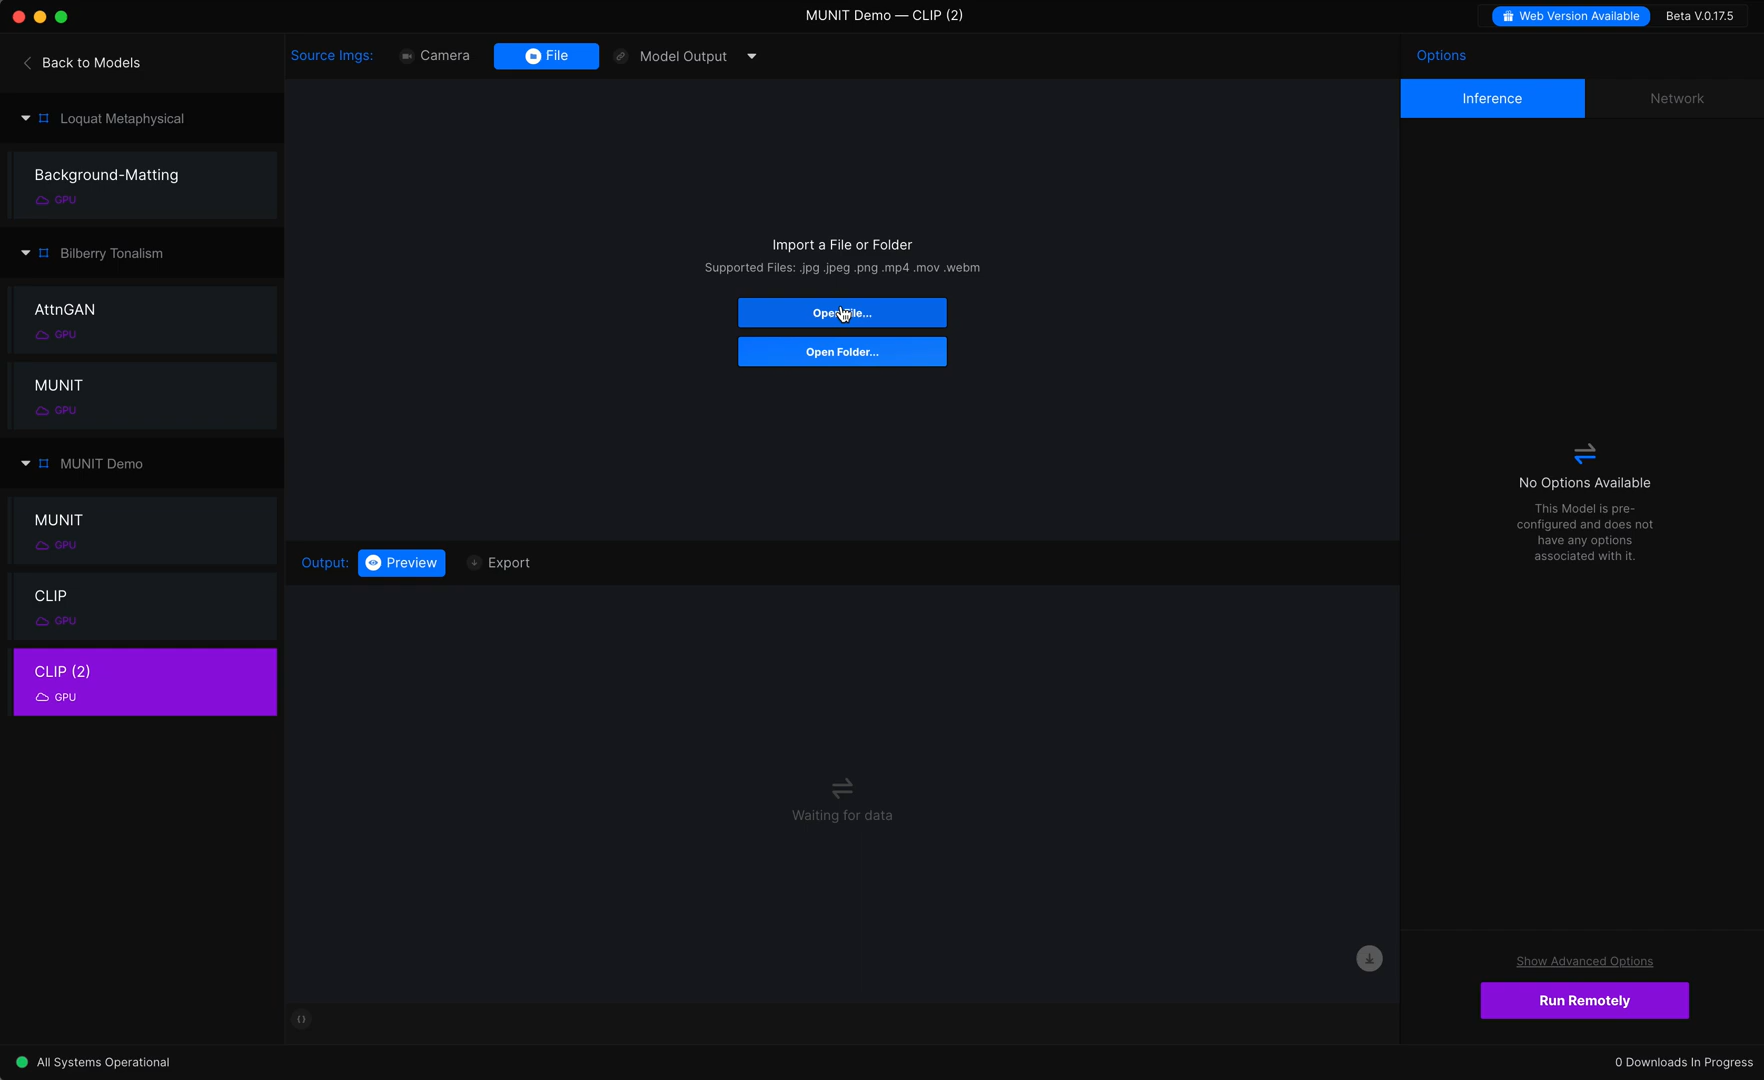 MUNIT Demo — CLIP (2)
Web Version Available
Beta V.0.17.5
Back to Models
Source Imgs:
Camera
File
Model Output
Options
Inference
Network
Loquat Metaphysical
Background-Matting
GPU
Bilberry Tonalism
AttnGAN
GPU
MUNIT
GPU
MUNIT Demo
MUNIT
GPU
CLIP
GPU
CLIP (2)
GPU
Import a File or Folder
Supported Files: .jpg .jpeg .png .mp4 .mov .webm
Open File...
Open Folder...
Output:
Preview
Export
Waiting for data
No Options Available
This Model is pre-
configured and does not
have any options
associated with it.
Show Advanced Options
Run Remotely
All Systems Operational
0 Downloads In Progress